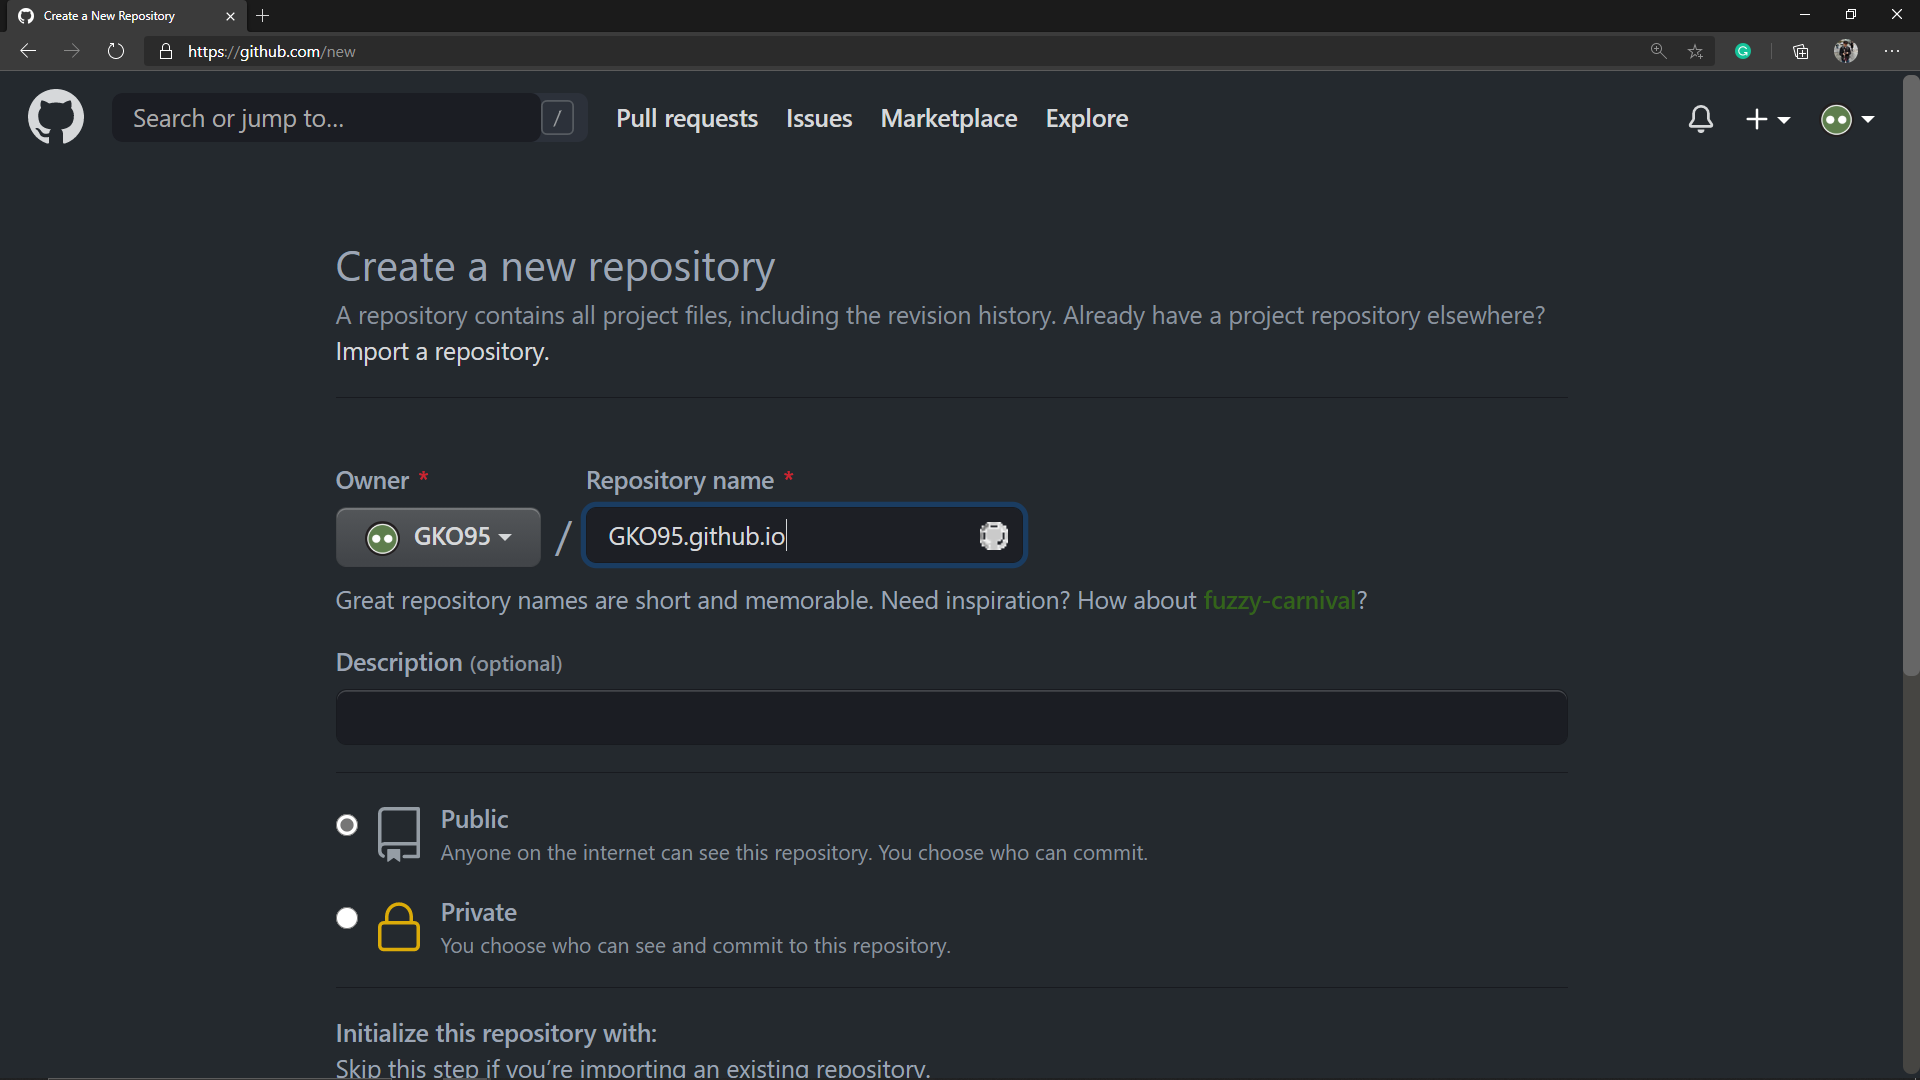 Create a New Repository
https://github.com/new
Search or jump to... /
Pull requests Issues Marketplace Explore
Create a new repository
A repository contains all project files, including the revision history. Already have a project repository elsewhere?
Import a repository.
Owner * Repository name *
GKO95 / GKO95.github.io
Great repository names are short and memorable. Need inspiration? How about fuzzy-carnival?
Description (optional)
Public
Anyone on the internet can see this repository. You choose who can commit.
Private
You choose who can see and commit to this repository.
Initialize this repository with:
Skip this step if you're importing an existing repository.